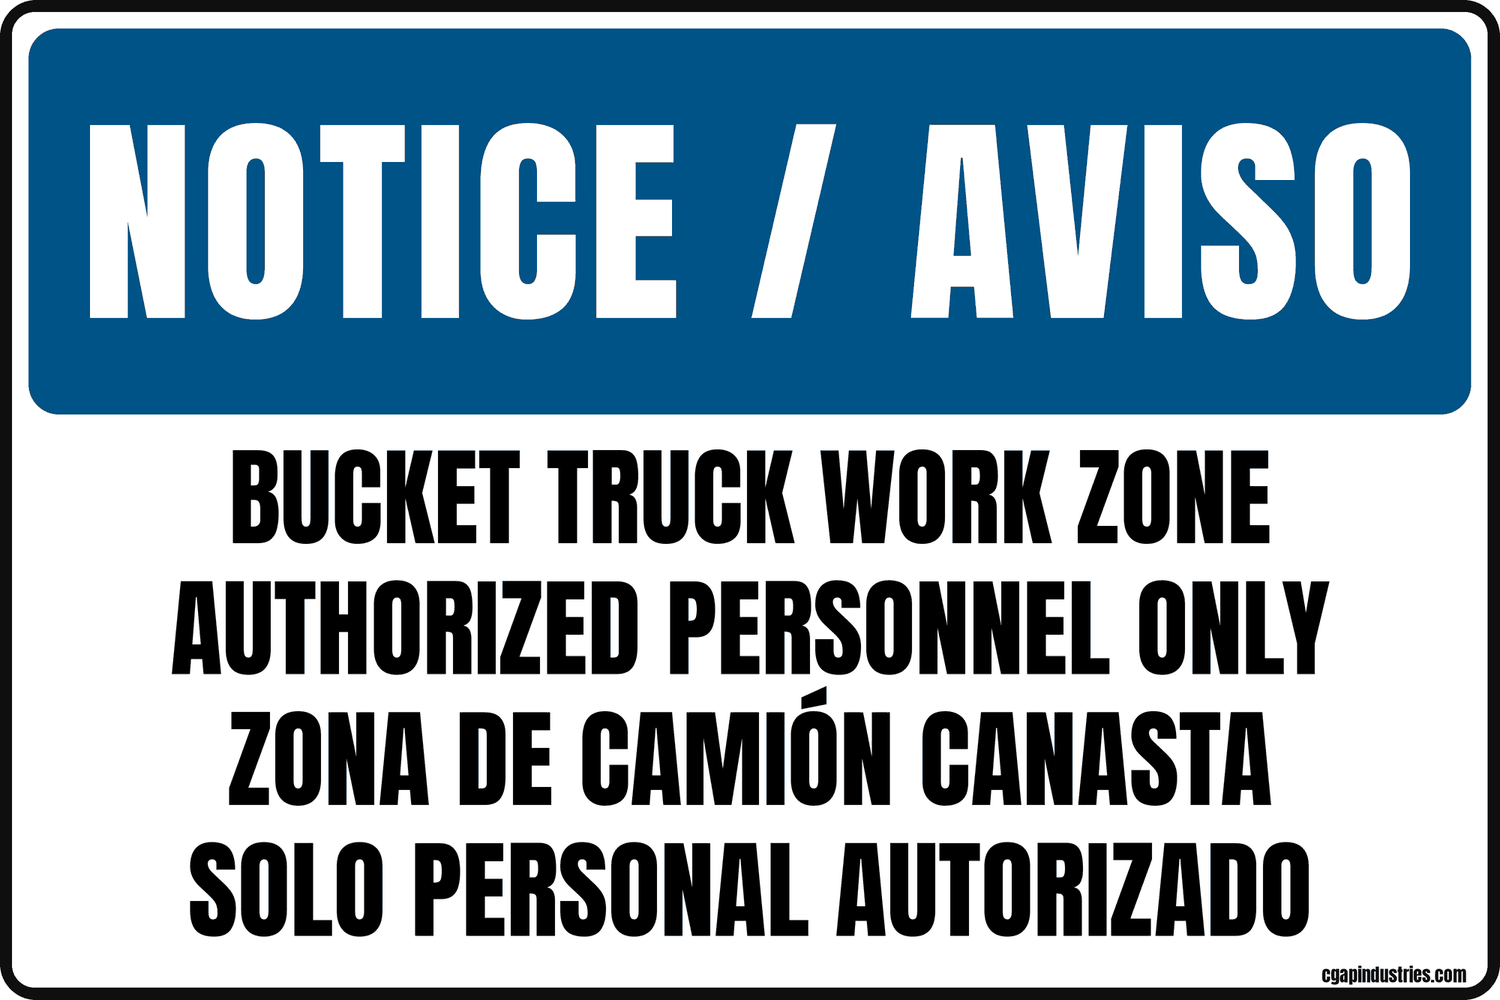 NOTICE / AVISO
BUCKET TRUCK WORK ZONE
AUTHORIZED PERSONNEL ONLY
ZONA DE CAMIÓN CANASTA
SOLO PERSONAL AUTORIZADO
cgapindustries.com